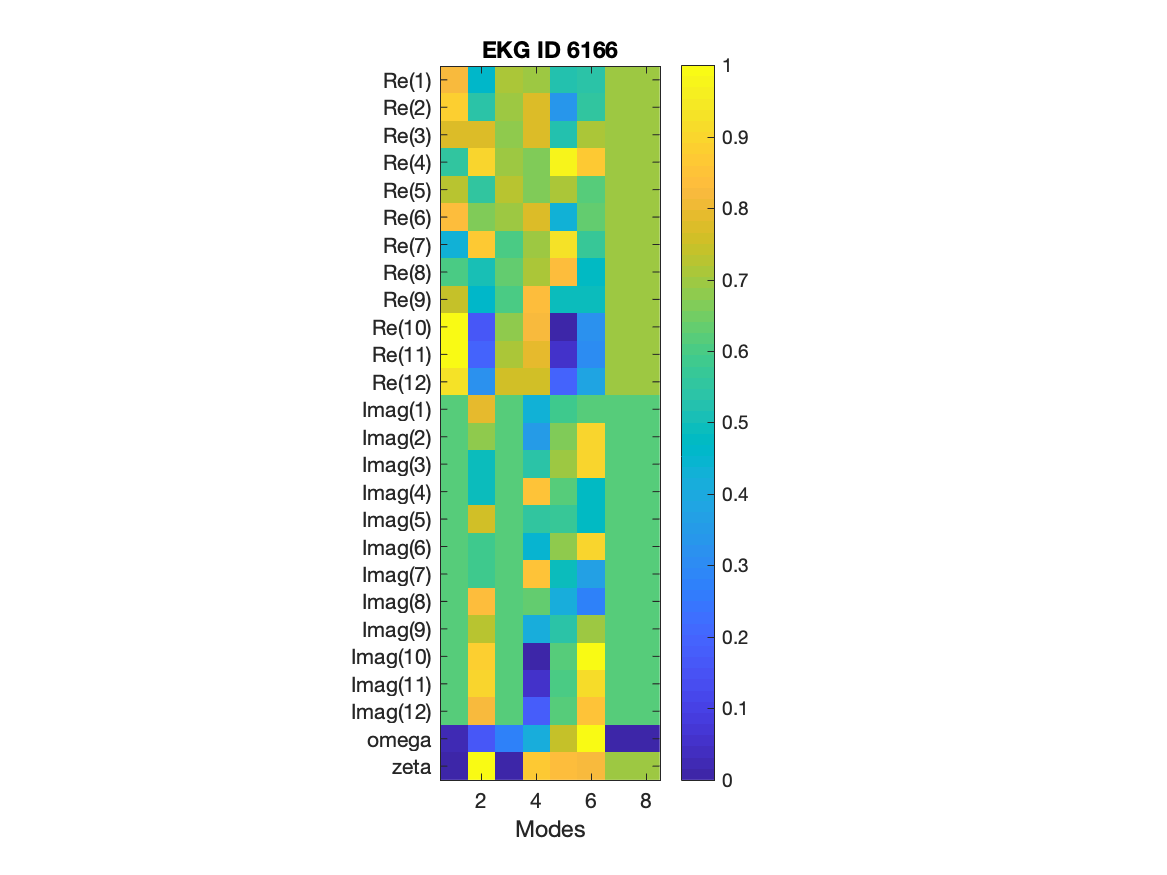 EKG ID 6166
Re(1)
Re(2)
Re(3)
Re(4)
Re(5)
Re(6)
Re(7)
Re(8)
Re(9)
Re(10)
Re(11)
Re(12)
Imag(1)
Imag(2)
Imag(3)
Imag(4)
Imag(5)
Imag(6)
Imag(7)
Imag(8)
Imag(9)
Imag(10)
Imag(11)
Imag(12)
omega
zeta
2 4 6 8
Modes
1
0.9
0.8
0.7
0.6
0.5
0.4
0.3
0.2
0.1
0